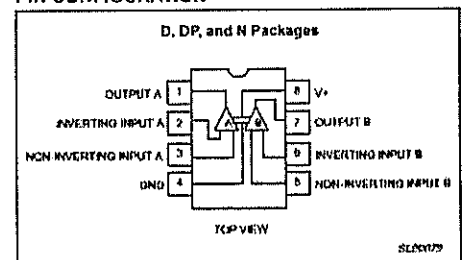 PIN CONFIGURATION
D, DP, and N Packages
OUTPUT A 1
INVERTING INPUT A 2
NON-INVERTING INPUT A 3
GND 4
8 V+
7 OUTPUT B
6 INVERTING INPUT B
5 NON-INVERTING INPUT B
A B
TOP VIEW
SL00079